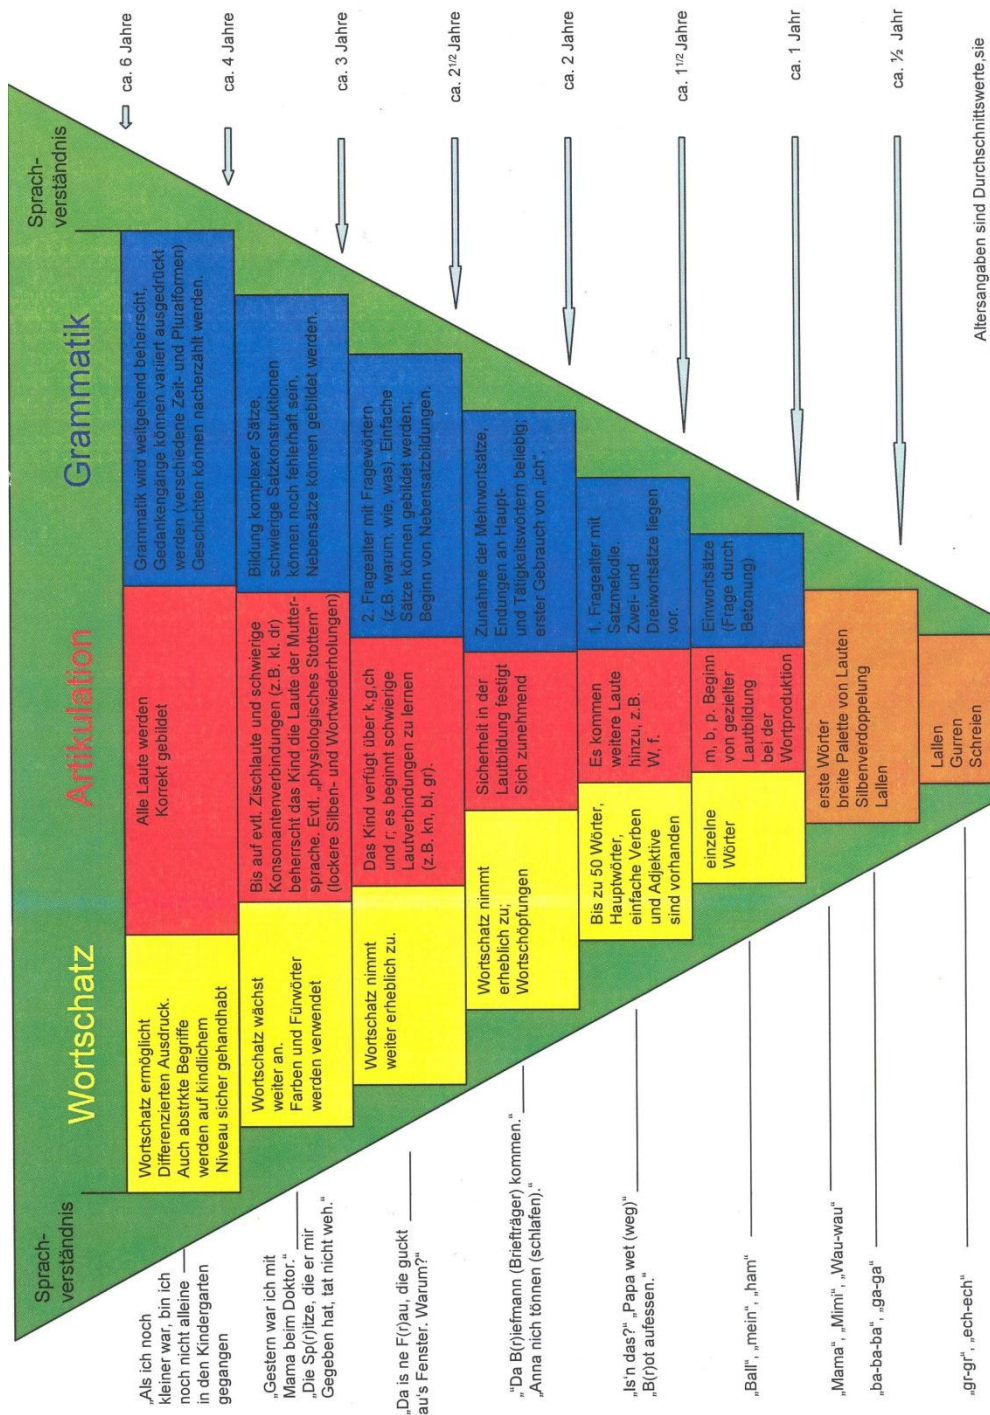 Sprach-
verständnis
Wortschatz
Artikulation
Grammatik
Sprach-
verständnis
„Als ich noch
kleiner war, bin ich
noch nicht alleine
in den Kindergarten
gegangen
Wortschatz ermöglicht
Differenzierten Ausdruck.
Auch abstrkte Begriffe
werden auf kindlichem
Niveau sicher gehandhabt
Alle Laute werden
Korrekt gebildet
Grammatik wird weitgehend beherrscht,
Gedankengänge können variiert ausgedrückt
werden (verschiedene Zeit- und Pluralformen)
Geschichten können nacherzählt werden.
ca. 6 Jahre
„Gestern war ich mit
Mama beim Doktor.“
„Die Sp(r)itze, die er mir
Gegeben hat, tat nicht weh.“
Wortschatz wächst
weiter an.
Farben und Fürwörter
werden verwendet
Bis auf evtl. Zischlaute und schwierige
Konsonantenverbindungen (z.B. kl. dr)
beherrscht das Kind die Laute der Mutter-
sprache. Evtl. „physiologisches Stottern“
(lockere Silben- und Wortwiederholungen)
Bildung komplexer Sätze,
schwierige Satzkonstruktionen
können noch fehlerhaft sein.
Nebensätze können gebildet werden.
ca. 4 Jahre
„Da is ne F(r)au, die guckt
au's Fenster. Warum?“
Wortschatz nimmt
weiter erheblich zu.
Das Kind verfügt über k,g,ch
und r; es beginnt schwierige
Lautverbindungen zu lernen
(z.B. kn, bl, gr).
2. Fragealter mit Fragewörtern
(z.B. warum, wie, was). Einfache
Sätze können gebildet werden;
Beginn von Nebensatzbildungen.
ca. 3 Jahre
“Da B(r)iefmann (Briefträger) kommen.“
„Anna nich tönnen (schlafen).“
Wortschatz nimmt
erheblich zu;
Wortschöpfungen
Sicherheit in der
Lautbildung festigt
Sich zunehmend
Zunahme der Mehrwortsätze,
Endungen an Haupt-
und Tätigkeitswörtern beliebig;
erster Gebrauch von „ich“.
ca. 2 1/2 Jahre
„Is'n das?“ „Papa wet (weg)“
„B(r)ot aufessen.“
Bis zu 50 Wörter,
Hauptwörter,
einfache Verben
und Adjektive
sind vorhanden
Es kommen
weitere Laute
hinzu, z.B.
W, f.
1. Fragealter mit
Satzmelodie.
Zwei- und
Dreiwortsätze liegen
vor.
ca. 2 Jahre
„Ball“, „mein“, „ham“
einzelne
Wörter
m, b, p. Beginn
von gezielter
Lautbildung
bei der
Wortproduktion
Einwortsätze
(Frage durch
Betonung)
ca. 1 1/2 Jahr
„Mama“, „Mimi“, „Wau-wau“
„ba-ba-ba“, „ga-ga“
erste Wörter
breite Palette von Lauten
Silbenverdoppelung
Lallen
ca. 1 Jahr
„gr-gr“, „ech-ech“
Lallen
Gurren
Schreien
ca. ½ Jahr
Altersangaben sind Durchschnittswerte,sie